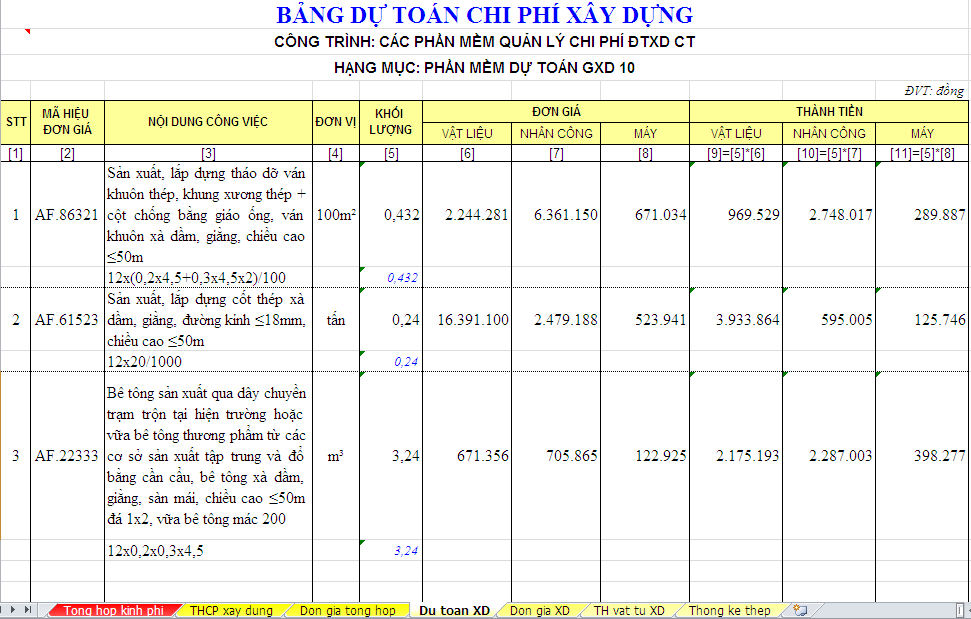 BẢNG DỰ TOÁN CHI PHÍ XÂY DỰNG
CÔNG TRÌNH: CÁC PHẦN MỀM QUẢN LÝ CHI PHÍ ĐTXD CT
HẠNG MỤC: PHẦN MỀM DỰ TOÁN GXD 10
ĐVT: đồng
STT MÃ HIỆU ĐƠN GIÁ NỘI DUNG CÔNG VIỆC ĐƠN VỊ KHỐI LƯỢNG ĐƠN GIÁ THÀNH TIỀN
VẬT LIỆU NHÂN CÔNG MÁY VẬT LIỆU NHÂN CÔNG MÁY
[1] [2] [3] [4] [5] [6] [7] [8] [9]=[5]*[6] [10]=[5]*[7] [11]=[5]*[8]
Sản xuất, lắp dựng tháo dỡ ván
khuôn thép, khung xương thép +
1 AF.86321 cột chống bằng giáo ống, ván 100m² 0,432 2.244.281 6.361.150 671.034 969.529 2.748.017 289.887
khuôn xà dầm, giằng, chiều cao
≤50m
12x(0,2x4,5+0,3x4,5x2)/100 0,432
Sản xuất, lắp dựng cốt thép xà
2 AF.61523 dầm, giằng, đường kính ≤18mm, tấn 0,24 16.391.100 2.479.188 523.941 3.933.864 595.005 125.746
chiều cao ≤50m
12x20/1000 0,24
Bê tông sản xuất qua dây chuyền
trạm trộn tại hiện trường hoặc
vữa bê tông thương phẩm từ các
3 AF.22333 cơ sở sản xuất tập trung và đổ m³ 3,24 671.356 705.865 122.925 2.175.193 2.287.003 398.277
bằng cần cẩu, bê tông xà dầm,
giằng, sàn mái, chiều cao ≤50m
đá 1x2, vữa bê tông mác 200
12x0,2x0,3x4,5 3,24
Tong hop kinh phi THCP xay dung Don gia tong hop Du toan XD Don gia XD TH vat tu XD Thong ke thep